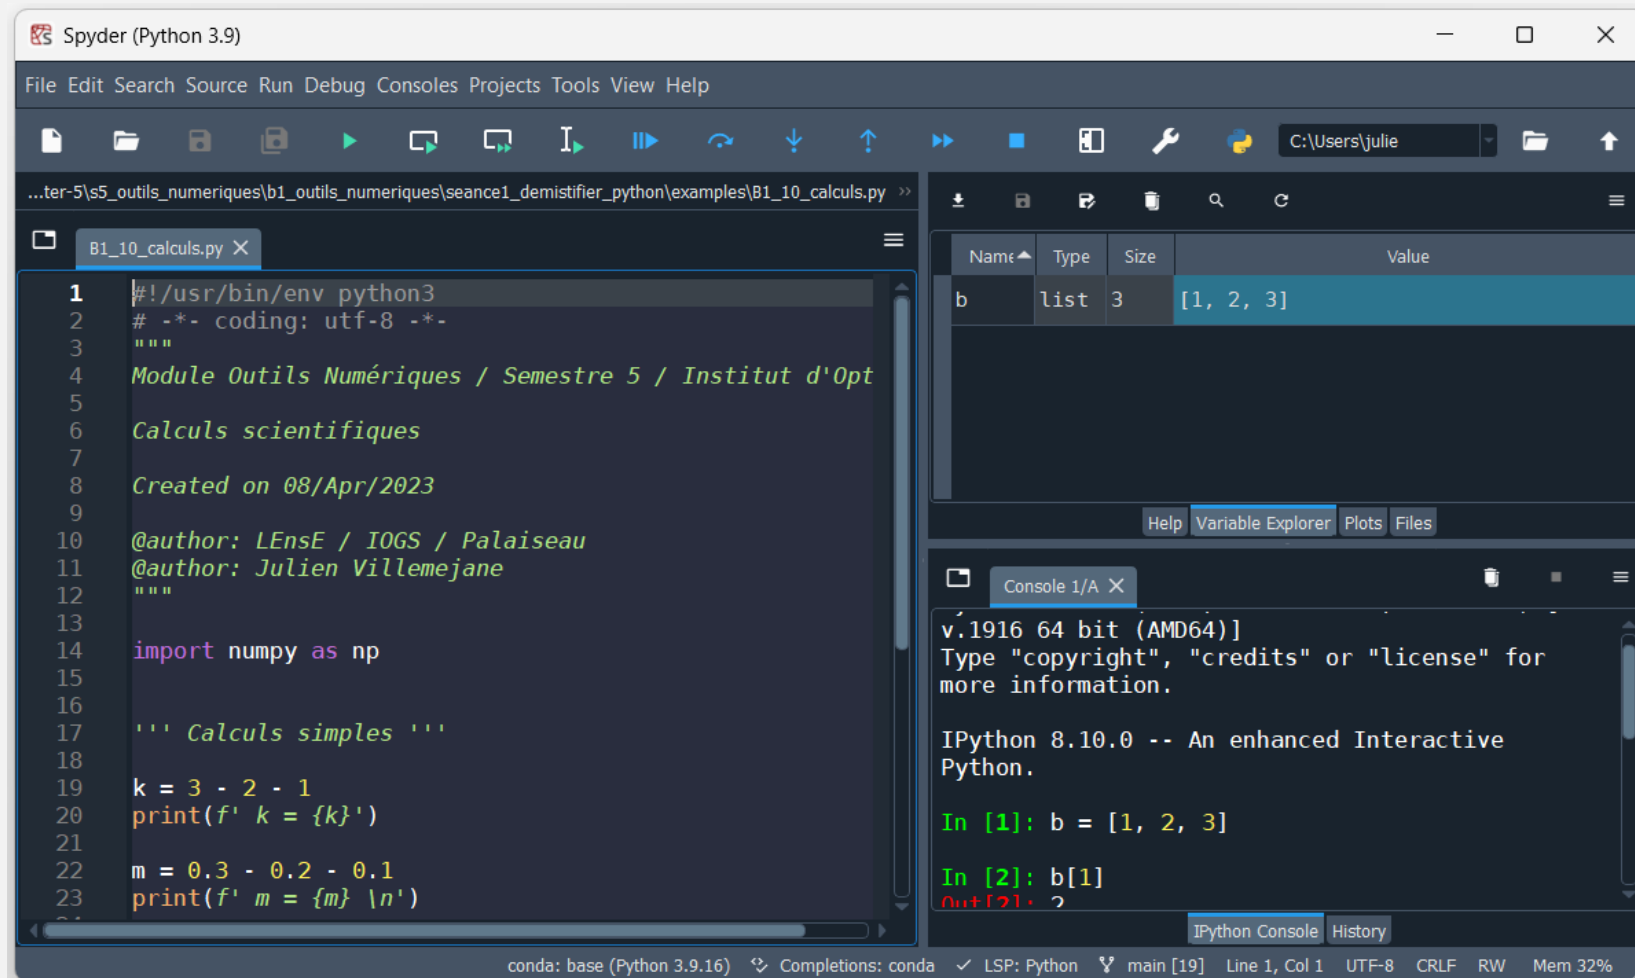 Spyder (Python 3.9)
File Edit Search Source Run Debug Consoles Projects Tools View Help
C:\Users\julie
...ter-5\s5_outils_numeriques\b1_outils_numeriques\seance1_demistifier_python\examples\B1_10_calculs.py
B1_10_calculs.py
1 #!/usr/bin/env python3
2 # -*- coding: utf-8 -*-
3 """
4 Module Outils Numériques / Semestre 5 / Institut d'Opt
5
6 Calculs scientifiques
7
8 Created on 08/Apr/2023
9
10 @author: LEnsE / IOGS / Palaiseau
11 @author: Julien Villemejane
12 """
13
14 import numpy as np
15
16
17 ''' Calculs simples '''
18
19 k = 3 - 2 - 1
20 print(f' k = {k}')
21
22 m = 0.3 - 0.2 - 0.1
23 print(f' m = {m} \n')
Name Type Size Value
b list 3 [1, 2, 3]
Help Variable Explorer Plots Files
Console 1/A
v.1916 64 bit (AMD64)]
Type "copyright", "credits" or "license" for
more information.
IPython 8.10.0 -- An enhanced Interactive
Python.
In [1]: b = [1, 2, 3]
In [2]: b[1]
Out[2]: 2
IPython Console History
conda: base (Python 3.9.16) Completions: conda LSP: Python main [19] Line 1, Col 1 UTF-8 CRLF RW Mem 32%